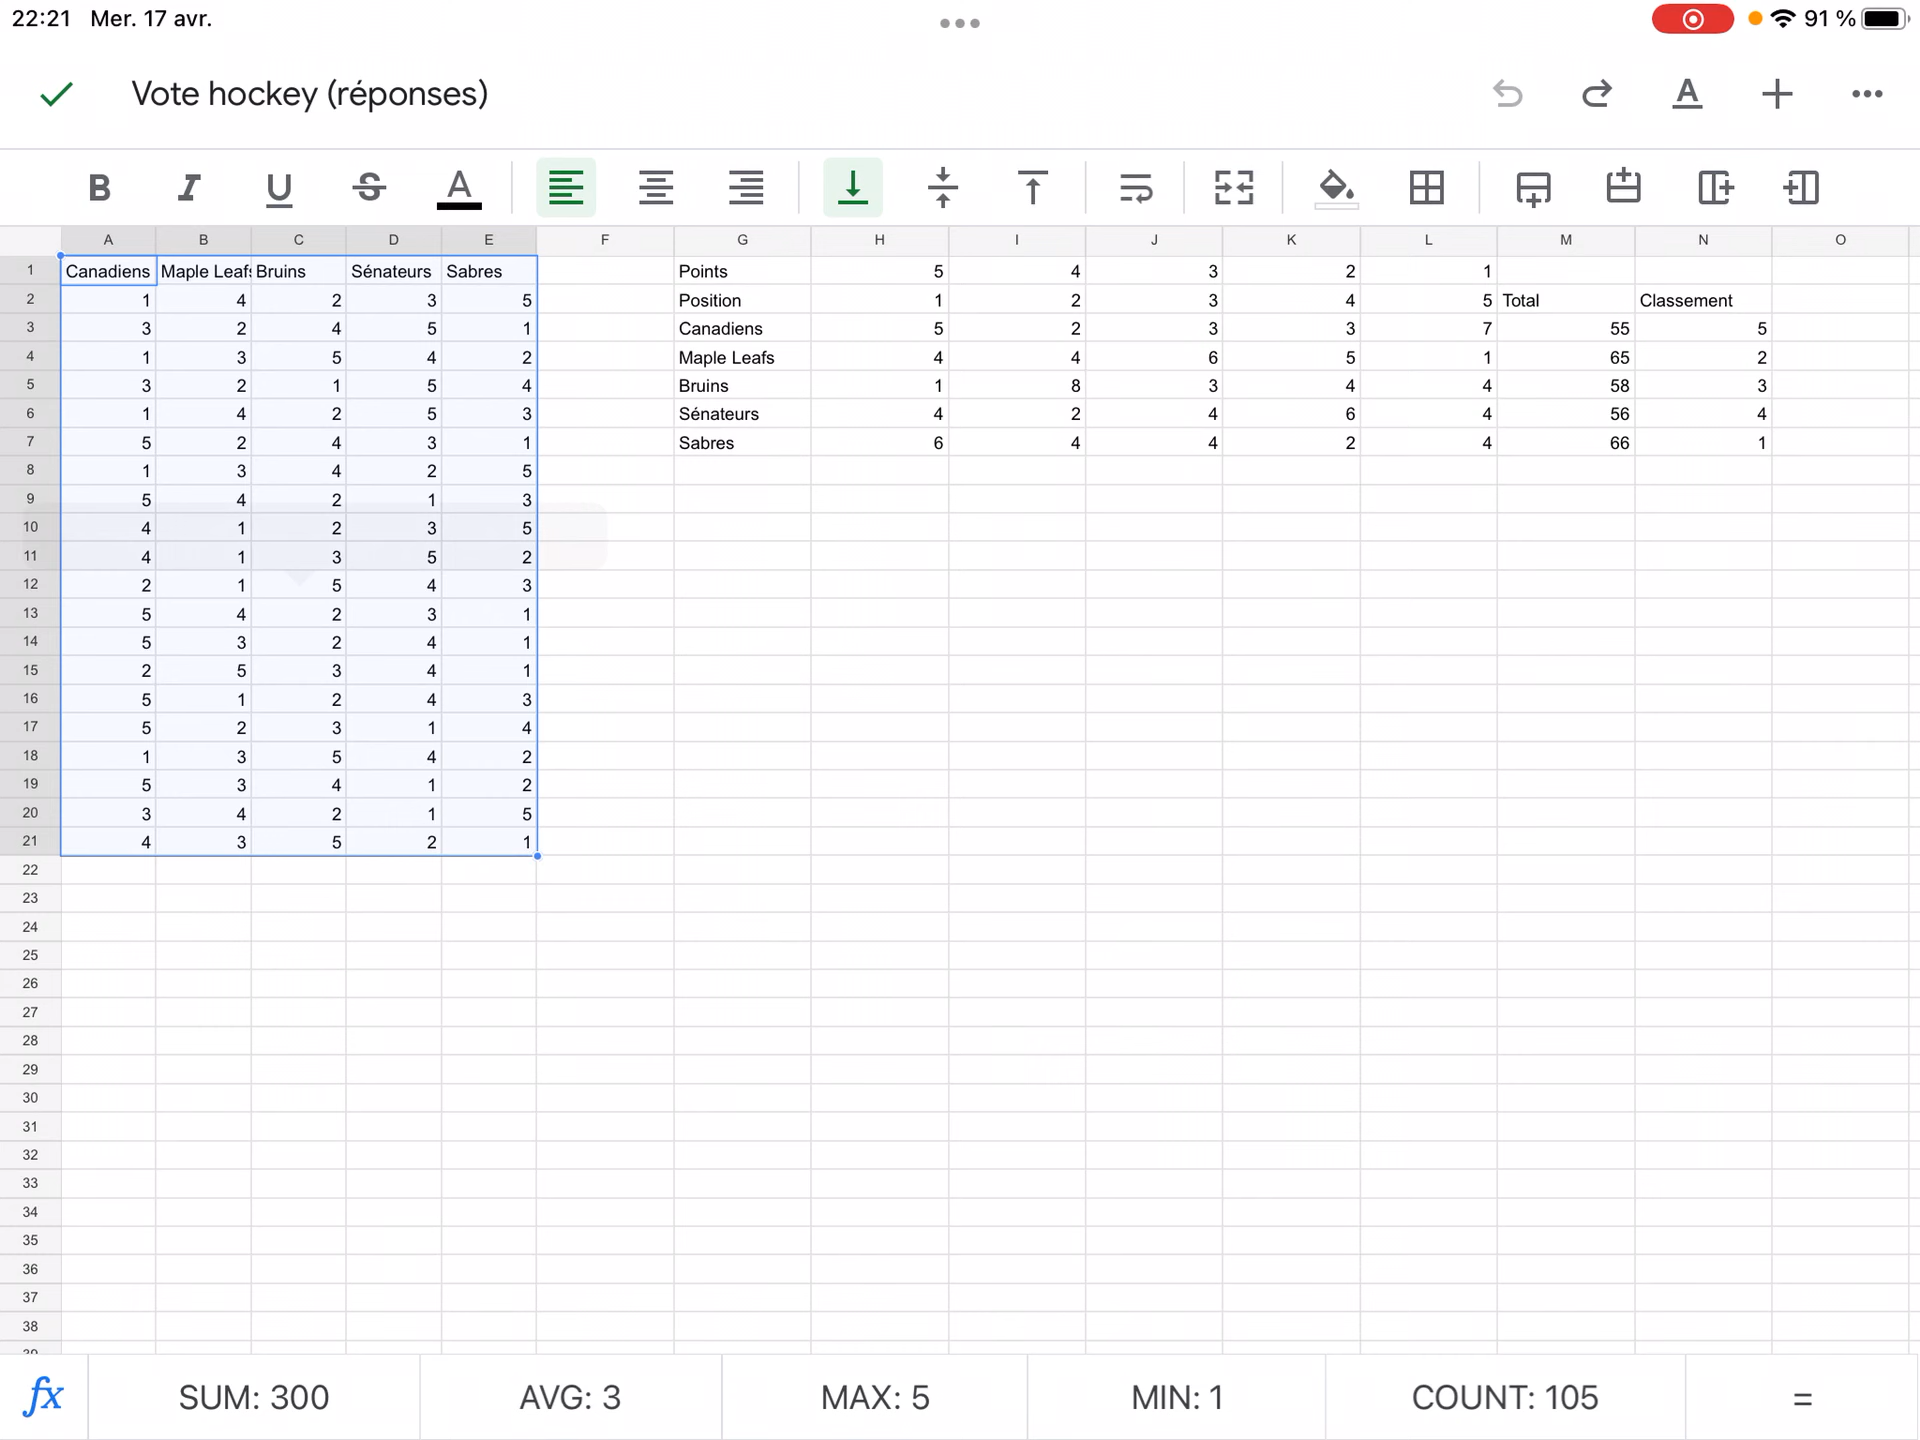 22:21 Mer. 17 avr. 91 %
Vote hockey (réponses)
B I U S A
A B C D E F G H I J K L M N O
1 Canadiens Maple Leafs Bruins Sénateurs Sabres Points 5 4 3 2 1
2 1 4 2 3 5 Position 1 2 3 4 5 Total Classement
3 3 2 4 5 1 Canadiens 5 2 3 3 7 55 5
4 1 3 5 4 2 Maple Leafs 4 4 6 5 1 65 2
5 3 2 1 5 4 Bruins 1 8 3 4 4 58 3
6 1 4 2 5 3 Sénateurs 4 2 4 6 4 56 4
7 5 2 4 3 1 Sabres 6 4 4 2 4 66 1
8 1 3 4 2 5
9 5 4 2 1 3
10 4 1 2 3 5
11 4 1 3 5 2
12 2 1 5 4 3
13 5 4 2 3 1
14 5 3 2 4 1
15 2 5 3 4 1
16 5 1 2 4 3
17 5 2 3 1 4
18 1 3 5 4 2
19 5 3 4 1 2
20 3 4 2 1 5
21 4 3 5 2 1
22
23
24
25
26
27
28
29
30
31
32
33
34
35
36
37
38
39
fx SUM: 300 AVG: 3 MAX: 5 MIN: 1 COUNT: 105 =